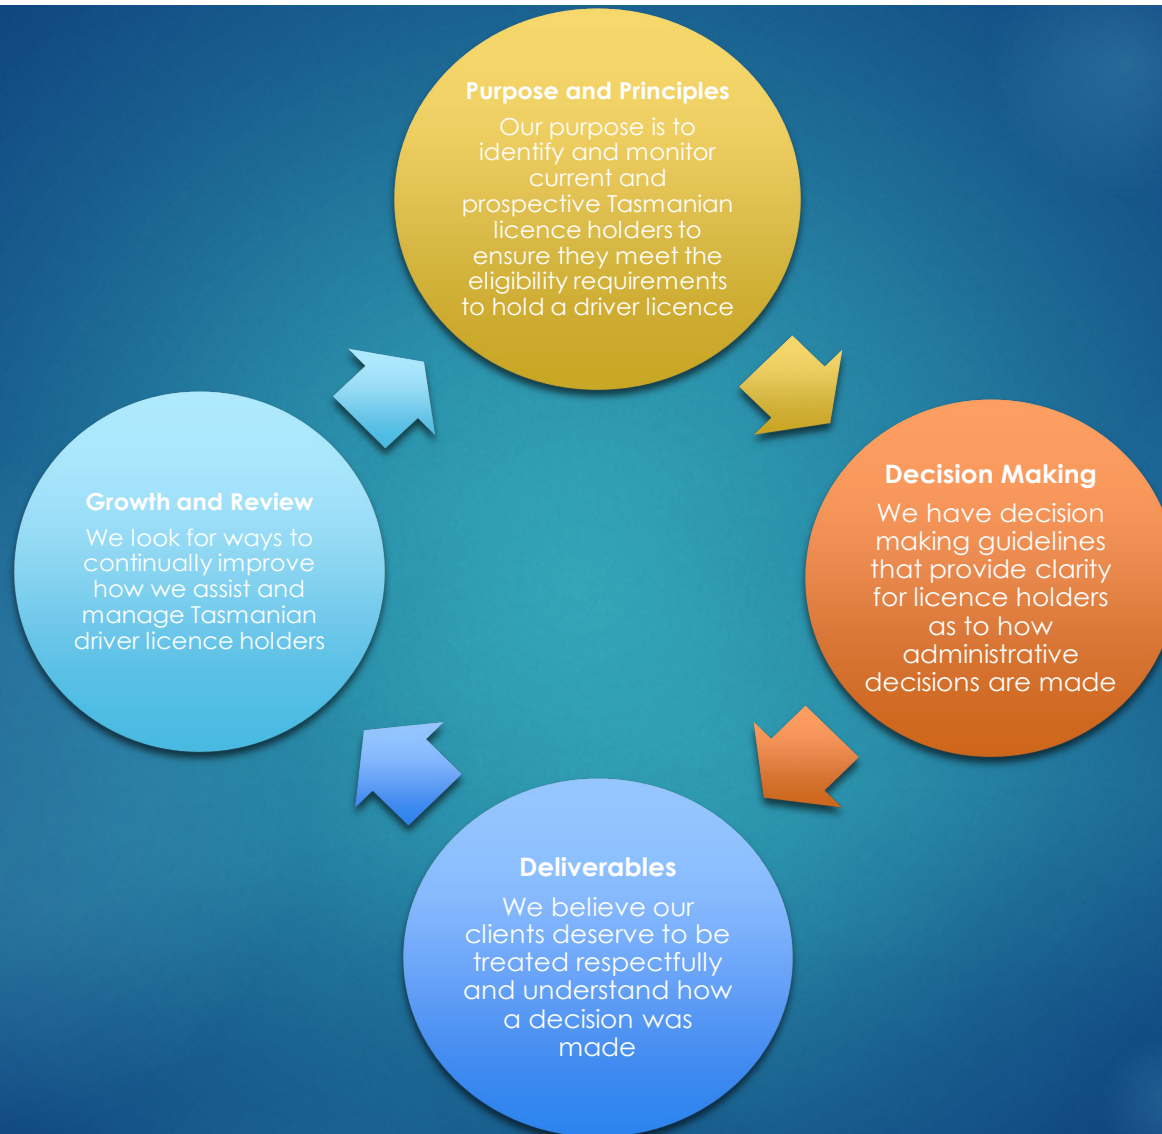 Purpose and Principles
Our purpose is to
identify and monitor
current and
prospective Tasmanian
licence holders to
ensure they meet the
eligibility requirements
to hold a driver licence
Decision Making
We have decision
making guidelines
that provide clarity
for licence holders
as to how
administrative
decisions are made
Deliverables
We believe our
clients deserve to be
treated respectfully
and understand how
a decision was
made
Growth and Review
We look for ways to
continually improve
how we assist and
manage Tasmanian
driver licence holders